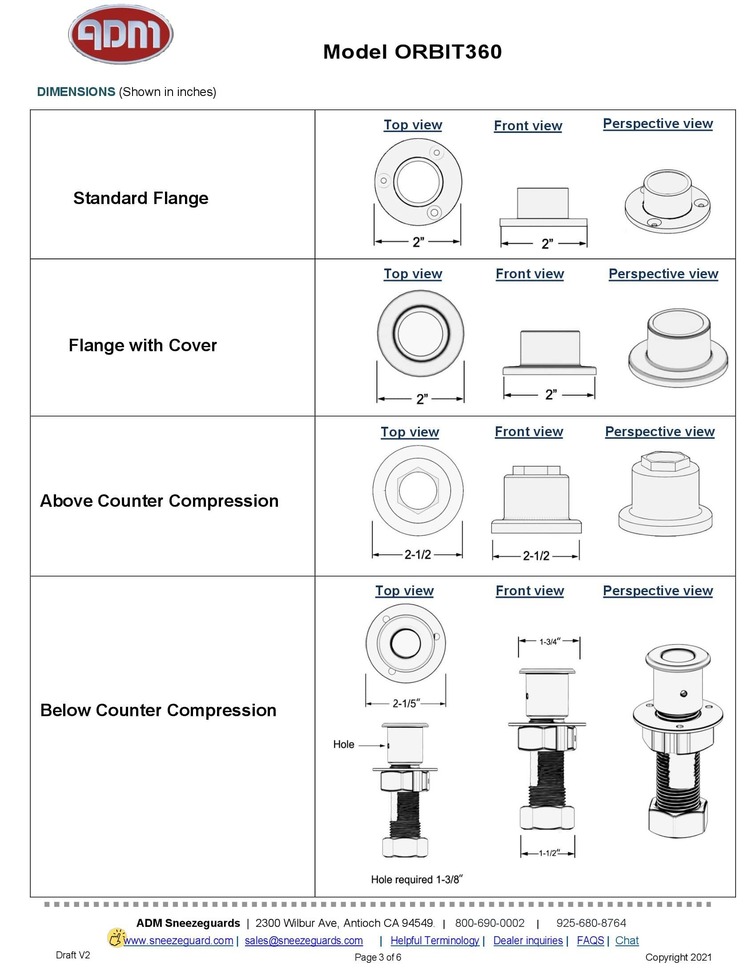 ADM
Model ORBIT360
DIMENSIONS (Shown in inches)
Top view
Front view
Perspective view
Standard Flange
2”
2”
Top view
Front view
Perspective view
Flange with Cover
2”
2”
Top view
Front view
Perspective view
Above Counter Compression
2-1/2
2-1/2
Top view
Front view
Perspective view
1-3/4”
2-1/5”
Below Counter Compression
Hole
1-1/2”
Hole required 1-3/8”
ADM Sneezeguards | 2300 Wilbur Ave, Antioch CA 94549. | 800-690-0002 | 925-680-8764
www.sneezeguard.com | sales@sneezeguards.com | Helpful Terminology | Dealer inquiries | FAQS | Chat
Draft V2
Page 3 of 6
Copyright 2021